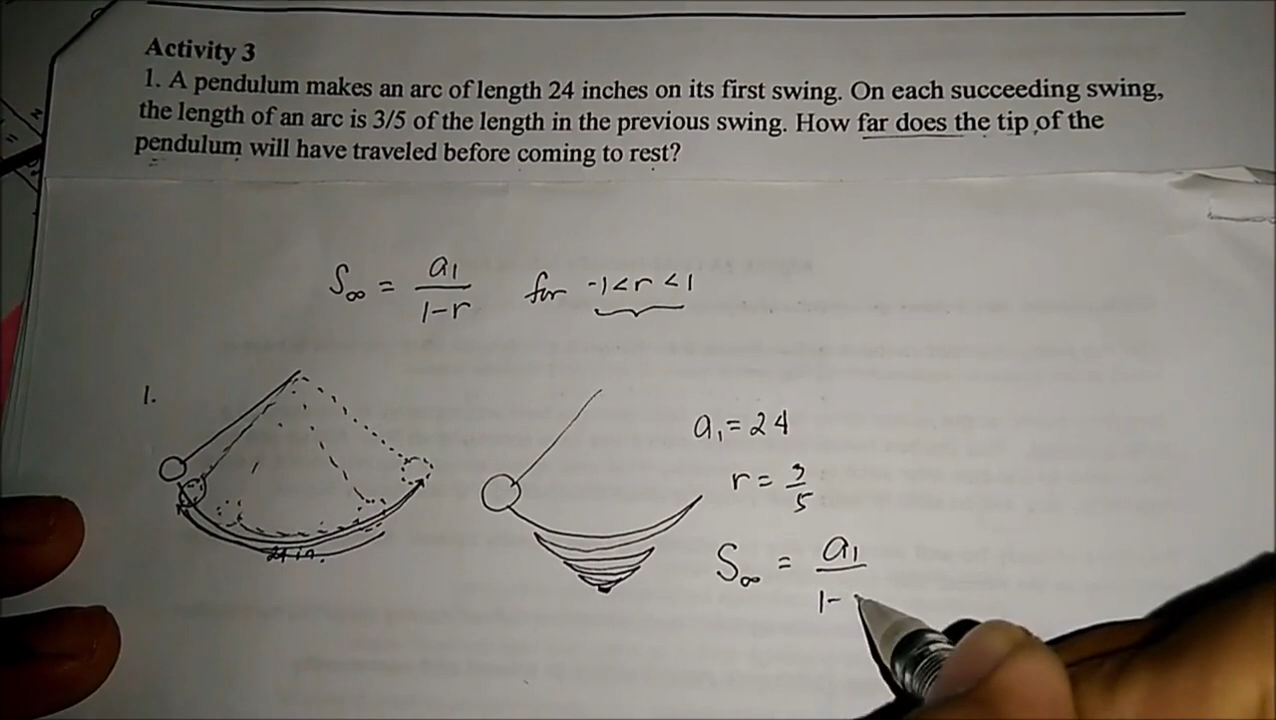 Activity 3
1. A pendulum makes an arc of length 24 inches on its first swing. On each succeeding swing,
the length of an arc is 3/5 of the length in the previous swing. How far does the tip of the
pendulum will have traveled before coming to rest?
S∞ = a₁/1-r for -1<r<1
1.
a₁=24
r=3/5
24 in.
S∞ = a₁/1-